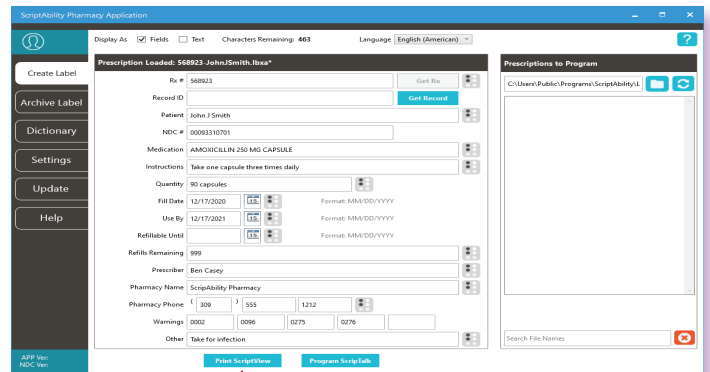 ScriptAbility Pharmacy Application
Display As Fields Text Characters Remaining: 463 Language English (American)
?
Create Label
Archive Label
Dictionary
Settings
Update
Help
APP Ver:
NDC Ver:
Prescription Loaded: 568923-JohnJSmith.lbxa*
Rx # 568923 Get Rx
Record ID Get Record
Patient John J Smith
NDC # 00093310701
Medication AMOXICILLIN 250 MG CAPSULE
Instructions Take one capsule three times daily
Quantity 90 capsules
Fill Date 12/17/2020 15 Format: MM/DD/YYYY
Use By 12/17/2021 15 Format: MM/DD/YYYY
Refillable Until 15 Format: MM/DD/YYYY
Refills Remaining 999
Prescriber Ben Casey
Pharmacy Name ScripAbility Pharmacy
Pharmacy Phone ( 309 ) 555 1212
Warnings 0002 0096 0275 0276
Other Take for infection
Print ScriptView Program ScripTalk
Prescriptions to Program
C:\Users\Public\Programs\ScriptAbility\L
Search File Names